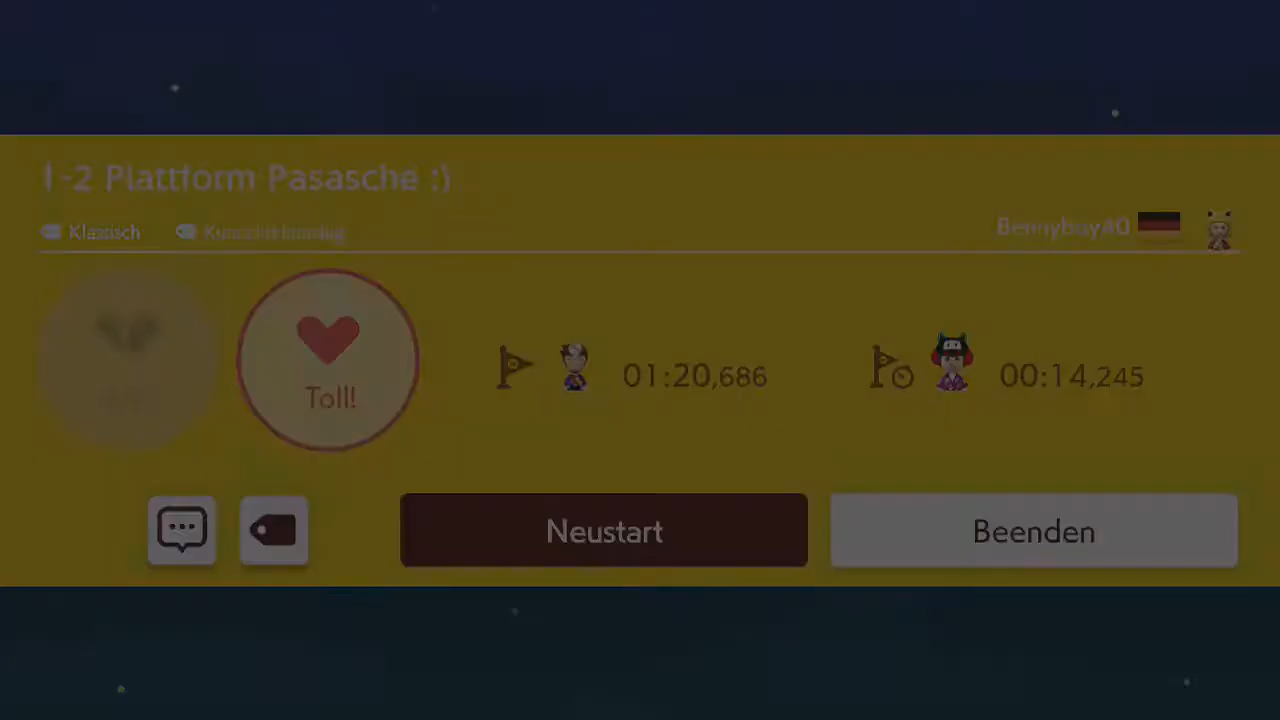 1-2 Plattform Pasasche :)
Klassisch
Bennyboy40
Toll!
01:20,686
00:14,245
Neustart
Beenden